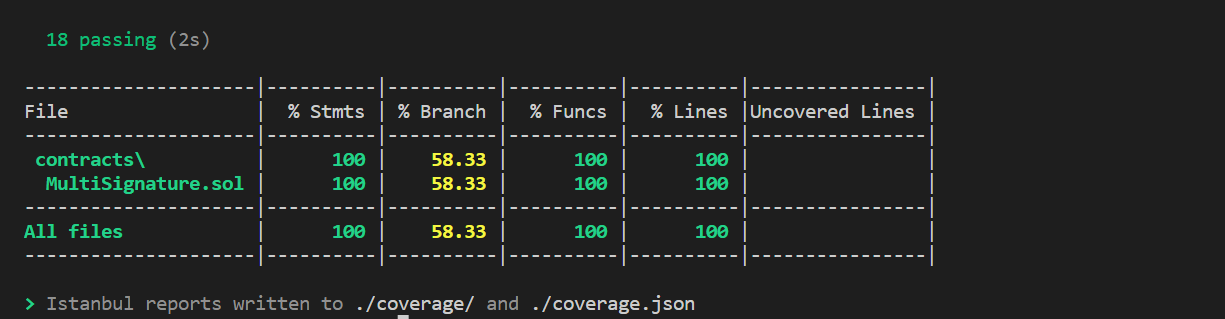 18 passing (2s)
---------------------|----------|----------|----------|----------|----------------|
File                 |  % Stmts | % Branch |  % Funcs |  % Lines |Uncovered Lines |
---------------------|----------|----------|----------|----------|----------------|
 contracts\          |      100 |    58.33 |      100 |      100 |                |
  MultiSignature.sol |      100 |    58.33 |      100 |      100 |                |
---------------------|----------|----------|----------|----------|----------------|
All files            |      100 |    58.33 |      100 |      100 |                |
---------------------|----------|----------|----------|----------|----------------|
> Istanbul reports written to ./coverage/ and ./coverage.json